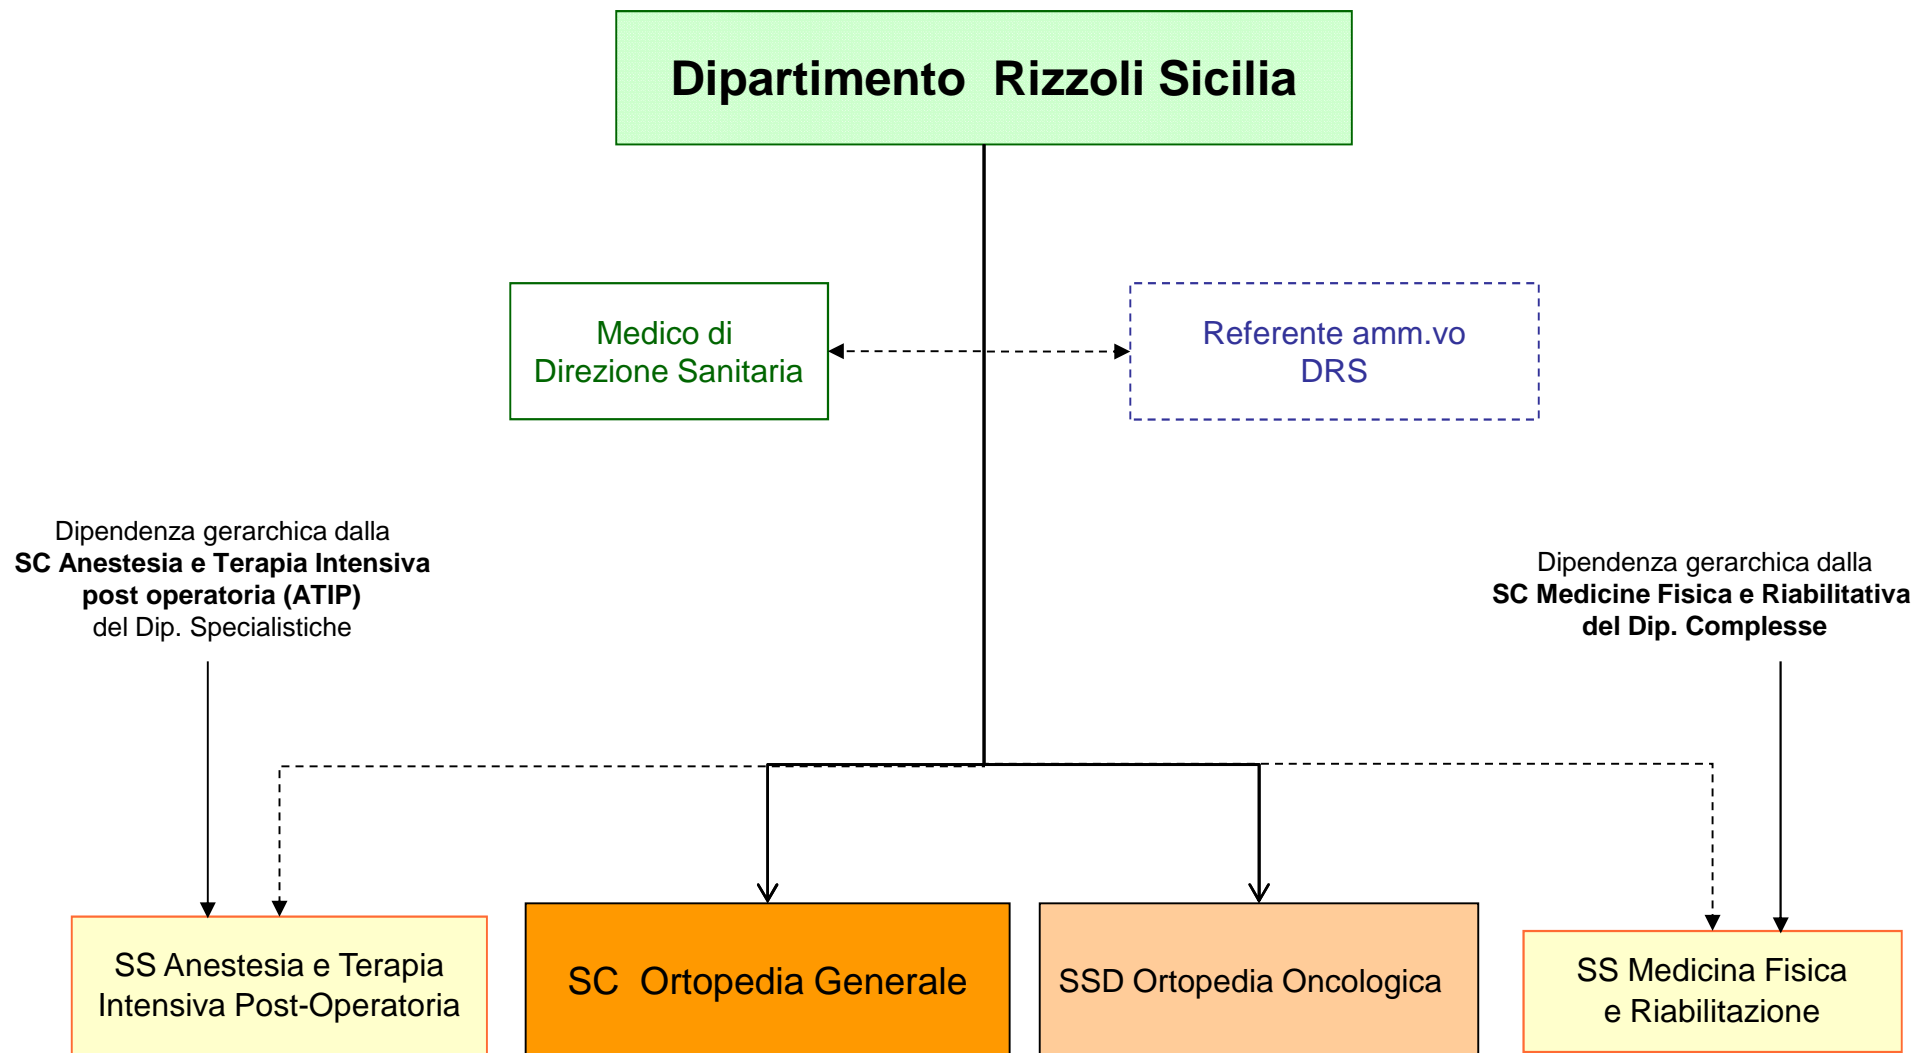 Dipartimento Rizzoli Sicilia
Medico di
Direzione Sanitaria
Referente amm.vo
DRS
Dipendenza gerarchica dalla
SC Anestesia e Terapia Intensiva
post operatoria (ATIP)
del Dip. Specialistiche
Dipendenza gerarchica dalla
SC Medicine Fisica e Riabilitativa
del Dip. Complesse
SS Anestesia e Terapia
Intensiva Post-Operatoria
SC Ortopedia Generale
SSD Ortopedia Oncologica
SS Medicina Fisica
e Riabilitazione